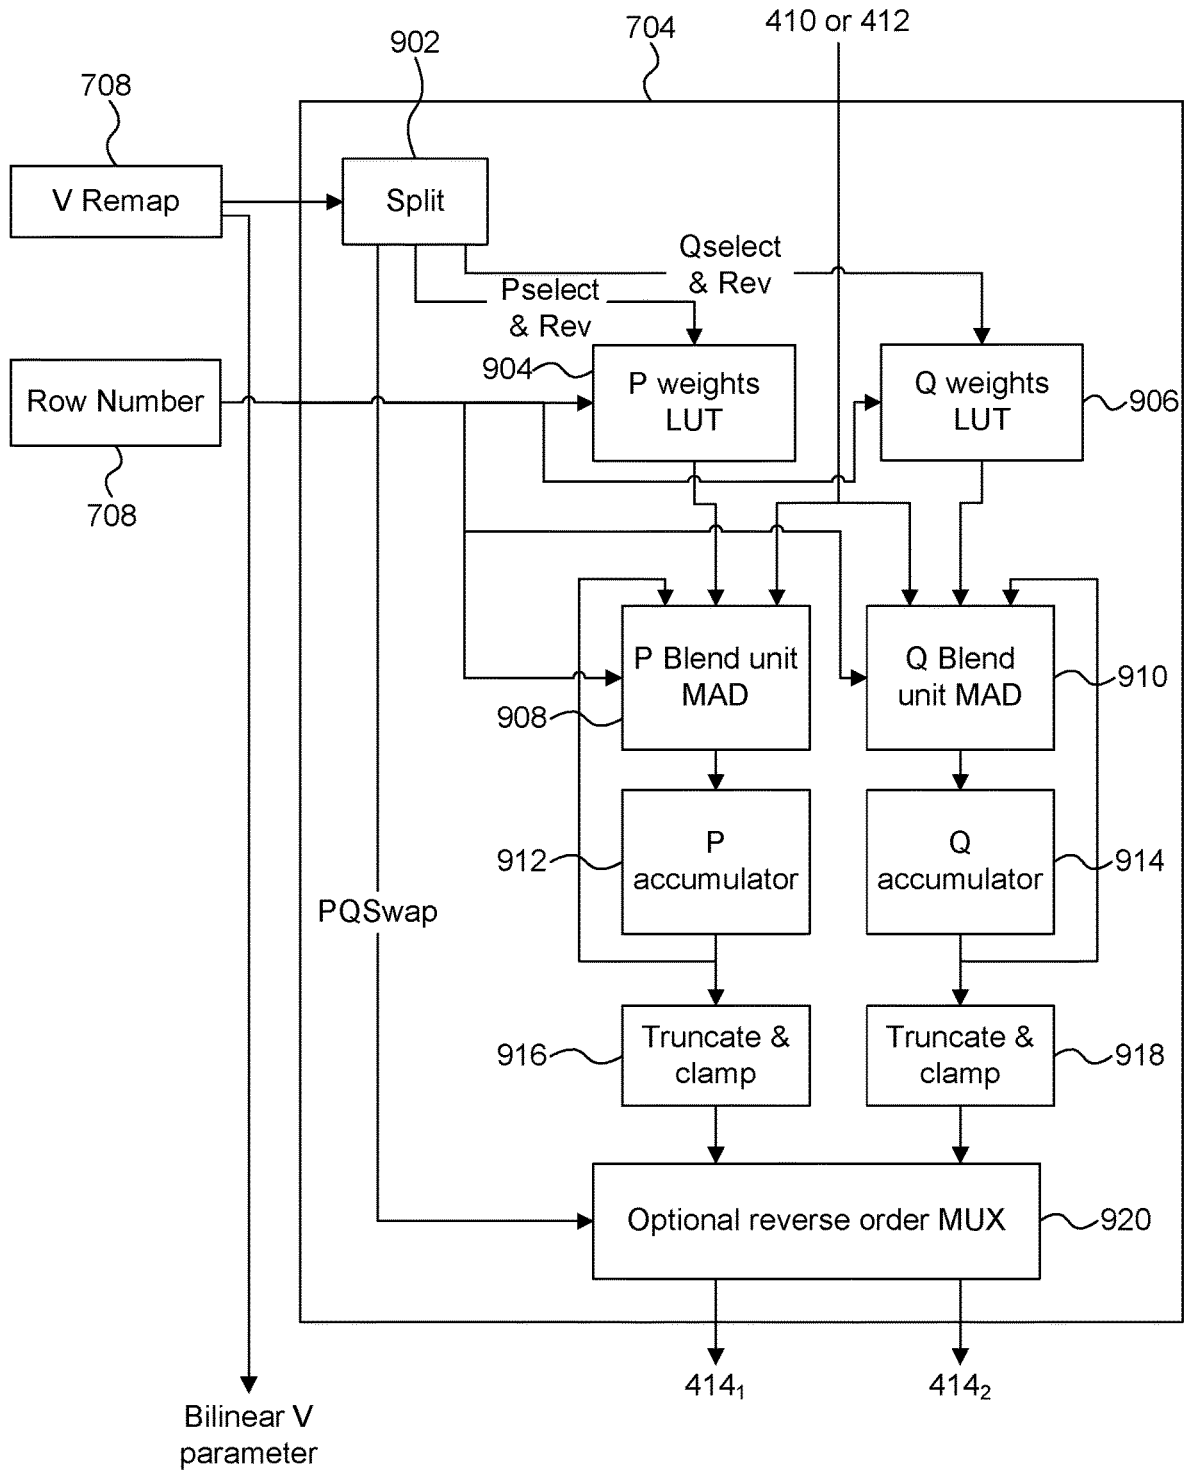 410 or 412
704
902
708
V Remap
Split
Qselect
& Rev
Pselect
& Rev
904
P weights
LUT
Q weights
LUT
906
Row Number
708
P Blend unit
MAD
908
Q Blend
unit MAD
910
912
P
accumulator
Q
accumulator
914
PQSwap
916
Truncate &
clamp
Truncate &
clamp
918
Optional reverse order MUX
920
414₁
414₂
Bilinear V
parameter